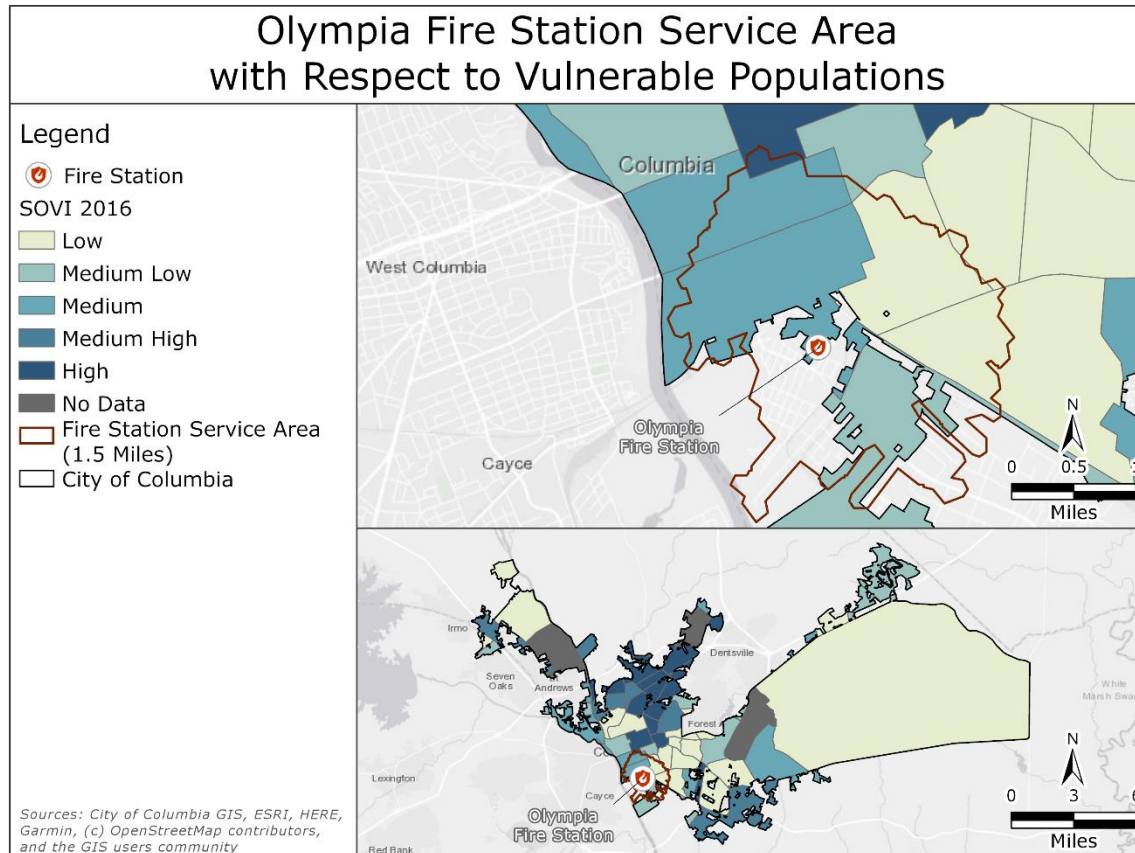 Olympia Fire Station Service Area
with Respect to Vulnerable Populations
Legend
Fire Station
SOVI 2016
Low
Medium Low
Medium
Medium High
High
No Data
Fire Station Service Area
(1.5 Miles)
City of Columbia
Sources: City of Columbia GIS, ESRI, HERE,
Garmin, (c) OpenStreetMap contributors,
and the GIS users community
Columbia
West Columbia
Olympia
Fire Station
Cayce
N
0 0.5 1
Miles
Irmo
Seven
Oaks
Andrews
Dentsville
Forest A
White
Marsh Swa
Lexington
Cayce
Olympia
Fire Station
Red Bank
N
0 3 6
Miles